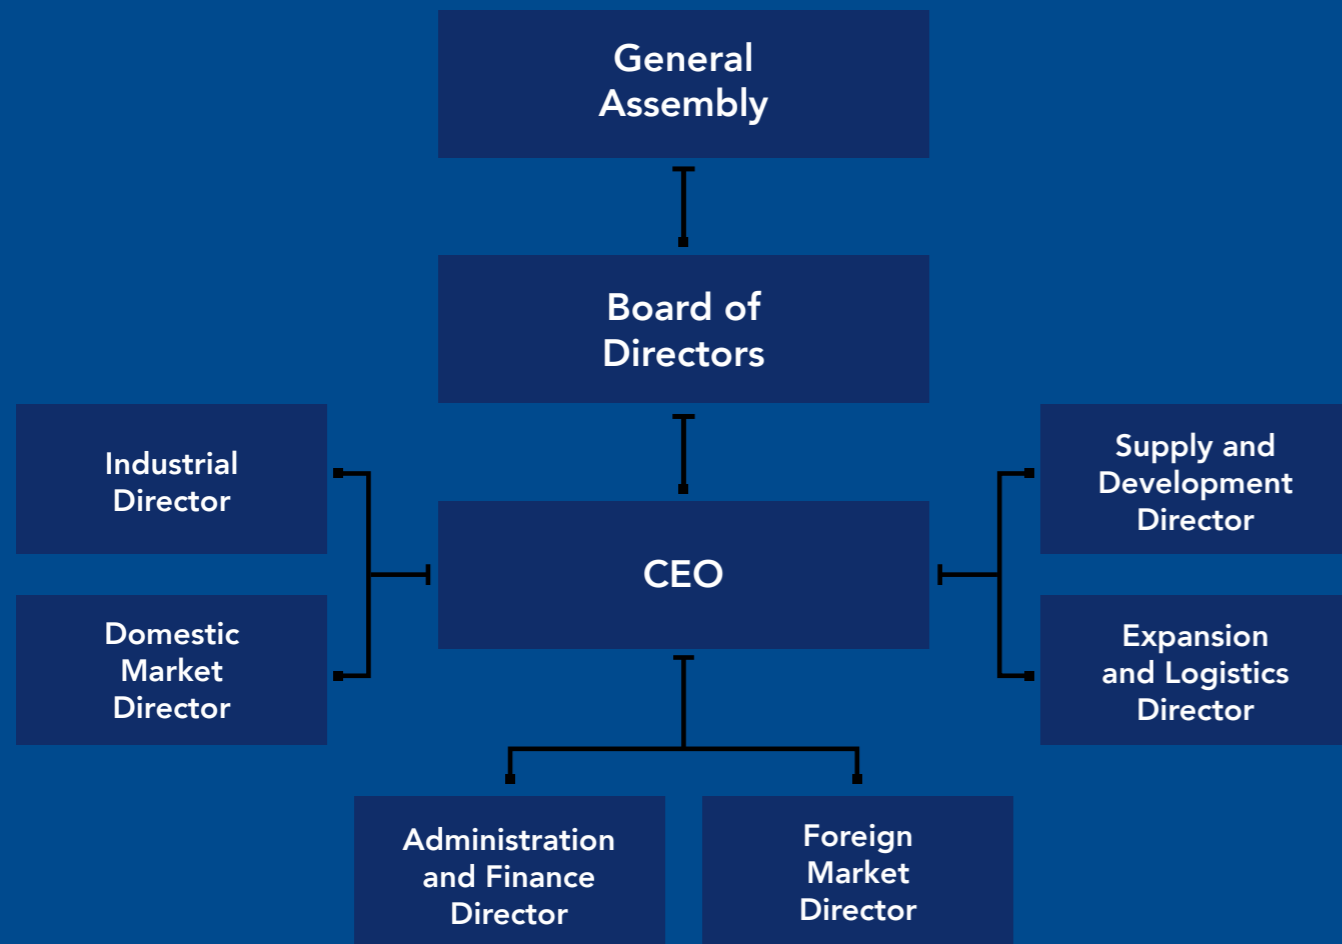 General
Assembly
Board of
Directors
Industrial
Director
Supply and
Development
Director
CEO
Domestic
Market
Director
Expansion
and Logistics
Director
Administration
and Finance
Director
Foreign
Market
Director